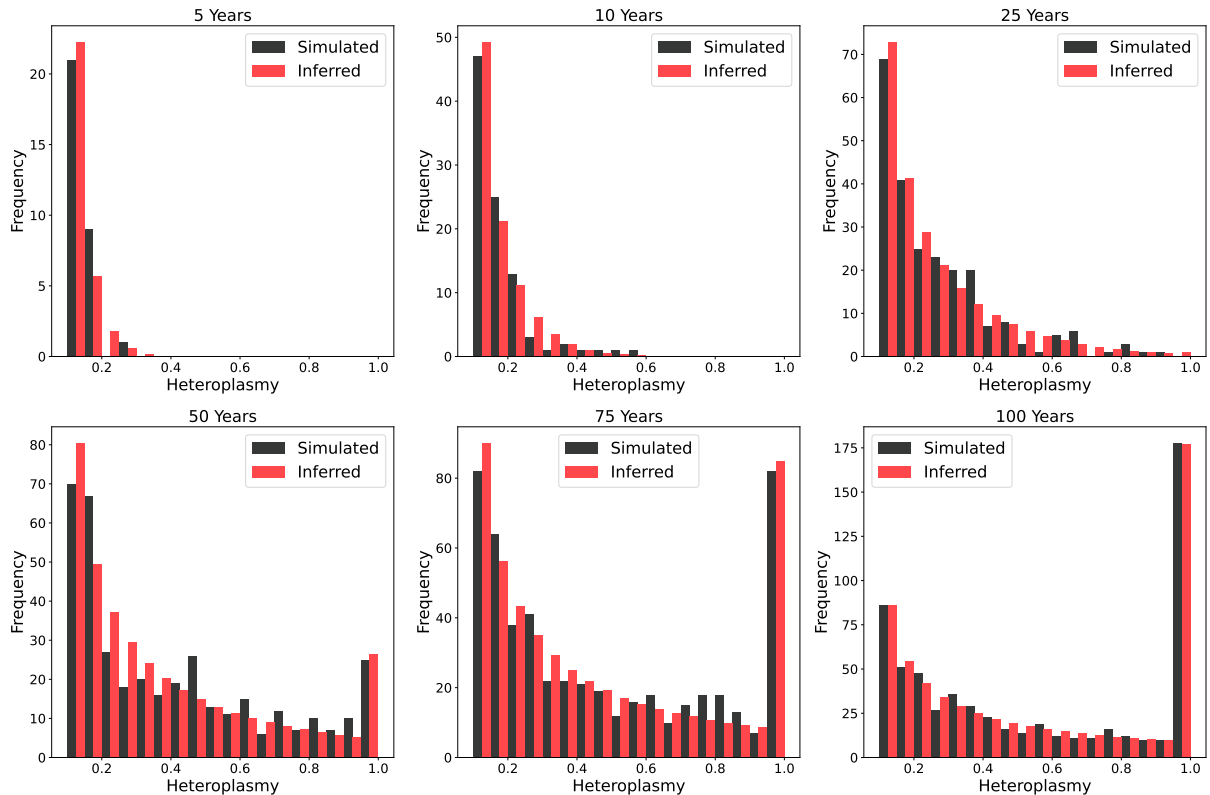 5 Years
20
15
10
5
0
Frequency
Simulated
Inferred
0.2 0.4 0.6 0.8 1.0
Heteroplasmy
10 Years
50
40
30
20
10
0
Frequency
Simulated
Inferred
0.2 0.4 0.6 0.8 1.0
Heteroplasmy
25 Years
70
60
50
40
30
20
10
0
Frequency
Simulated
Inferred
0.2 0.4 0.6 0.8 1.0
Heteroplasmy
50 Years
80
70
60
50
40
30
20
10
0
Frequency
Simulated
Inferred
0.2 0.4 0.6 0.8 1.0
Heteroplasmy
75 Years
80
60
40
20
0
Frequency
Simulated
Inferred
0.2 0.4 0.6 0.8 1.0
Heteroplasmy
100 Years
175
150
125
100
75
50
25
0
Frequency
Simulated
Inferred
0.2 0.4 0.6 0.8 1.0
Heteroplasmy